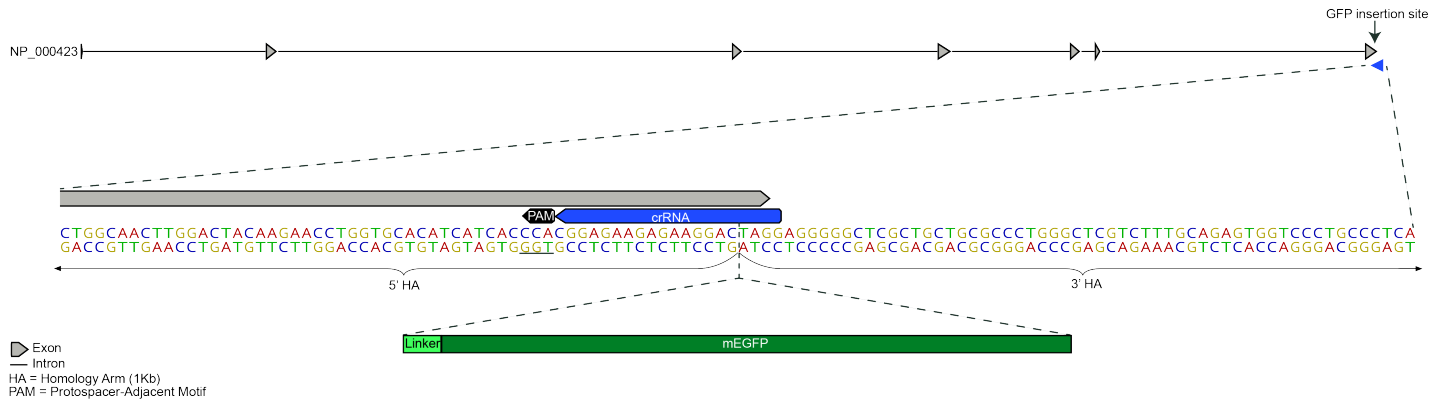 GFP insertion site
NP_000423
PAM crRNA
CTGGCAACTTGGACTACAAGAACCTGGTGCACATCATCACCCACGGAGAAGAGAAGGACTAGGAGGGGGCTCGCTGCTGCGCCCTGGGCTCGTCTTTGCAGAGTGGTCCCTGCCCTCA
GACCGTTGAACCTGATGTTCTTGGACCACGTGTAGTAGTGGGTGCCTCTTCTCTTCCTGATCCTCCCCCGAGCGACGACGCGGGACCCGAGCAGAAACGTCTCACCAGGGACGGGAGT
5' HA 3' HA
Linker mEGFP
Exon
Intron
HA = Homology Arm (1Kb)
PAM = Protospacer-Adjacent Motif